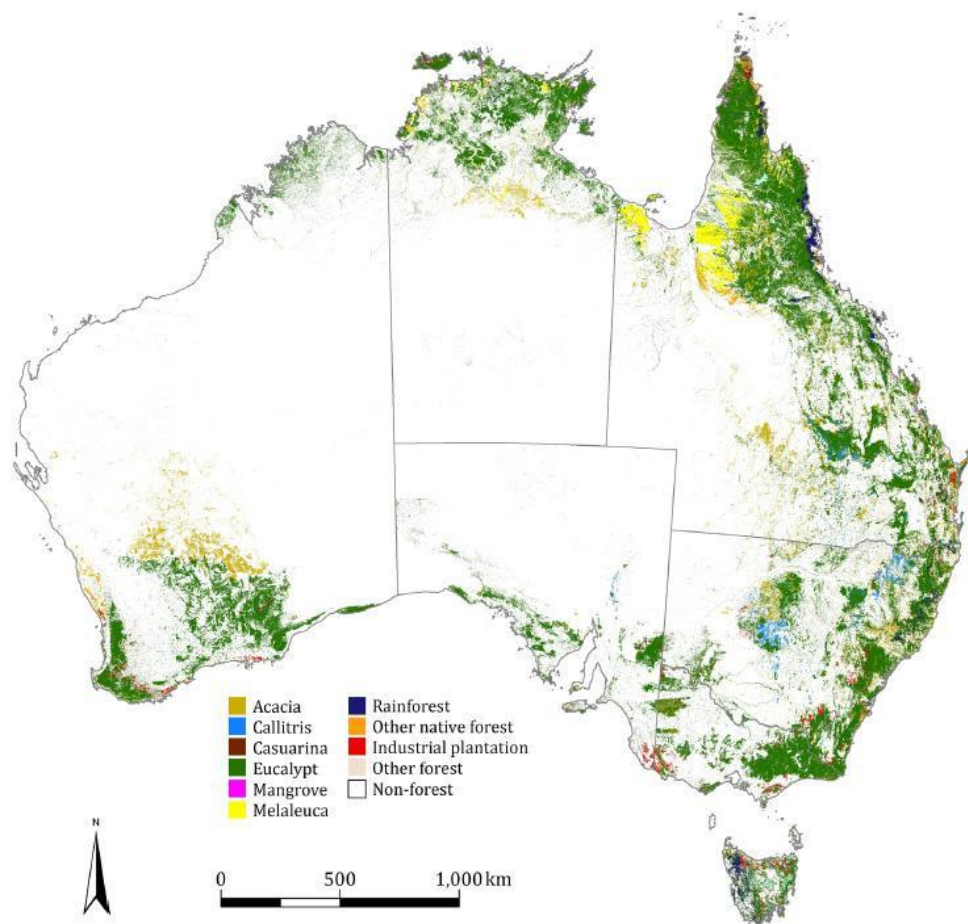 Acacia
Callitris
Casuarina
Eucalypt
Mangrove
Melaleuca
Rainforest
Other native forest
Industrial plantation
Other forest
Non-forest
N
0 500 1,000 km